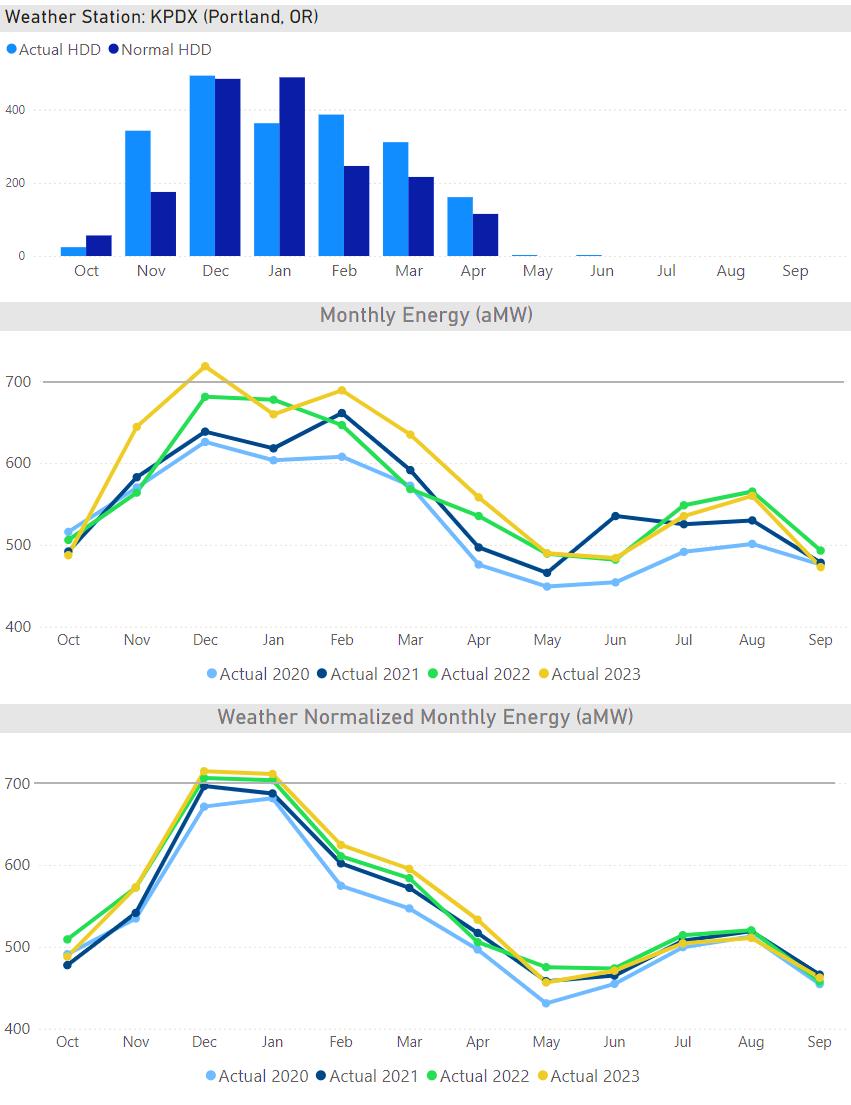 Weather Station: KPDX (Portland, OR)
Actual HDD Normal HDD
400
200
0
Oct Nov Dec Jan Feb Mar Apr May Jun Jul Aug Sep
Monthly Energy (aMW)
700
600
500
400
Oct Nov Dec Jan Feb Mar Apr May Jun Jul Aug Sep
Actual 2020 Actual 2021 Actual 2022 Actual 2023
Weather Normalized Monthly Energy (aMW)
700
600
500
400
Oct Nov Dec Jan Feb Mar Apr May Jun Jul Aug Sep
Actual 2020 Actual 2021 Actual 2022 Actual 2023